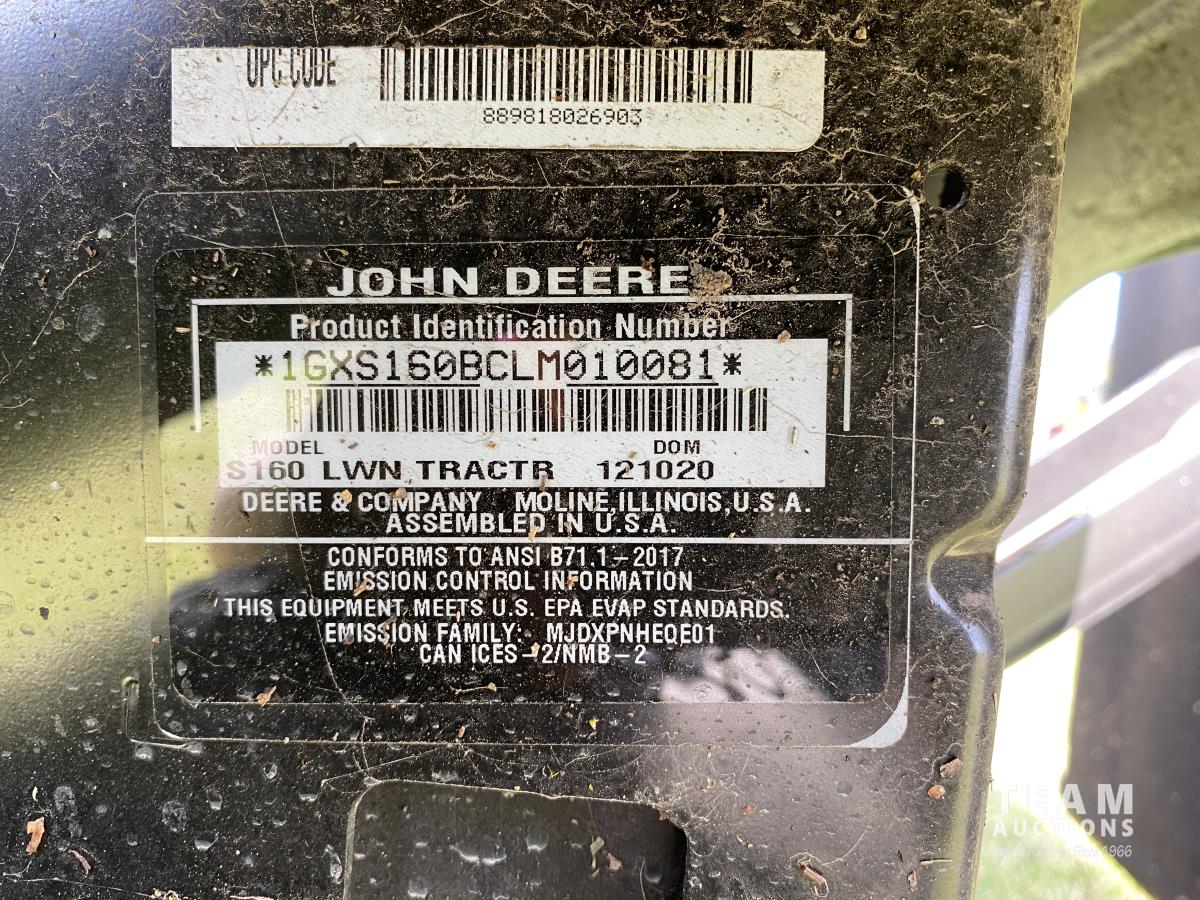 UPC CODE
889818026903
JOHN DEERE
Product Identification Number
*1GXS160BCLM010081*
MODEL DOM
S160 LWN TRACTR 121020
DEERE & COMPANY MOLINE, ILLINOIS, U.S.A.
ASSEMBLED IN U.S.A.
CONFORMS TO ANSI B71.1-2017
EMISSION CONTROL INFORMATION
THIS EQUIPMENT MEETS U.S. EPA EVAP STANDARDS.
EMISSION FAMILY: MJDXPNHEQE01
CAN ICES-2/NMB-2
TEAM
AUCTIONS
Since 1966